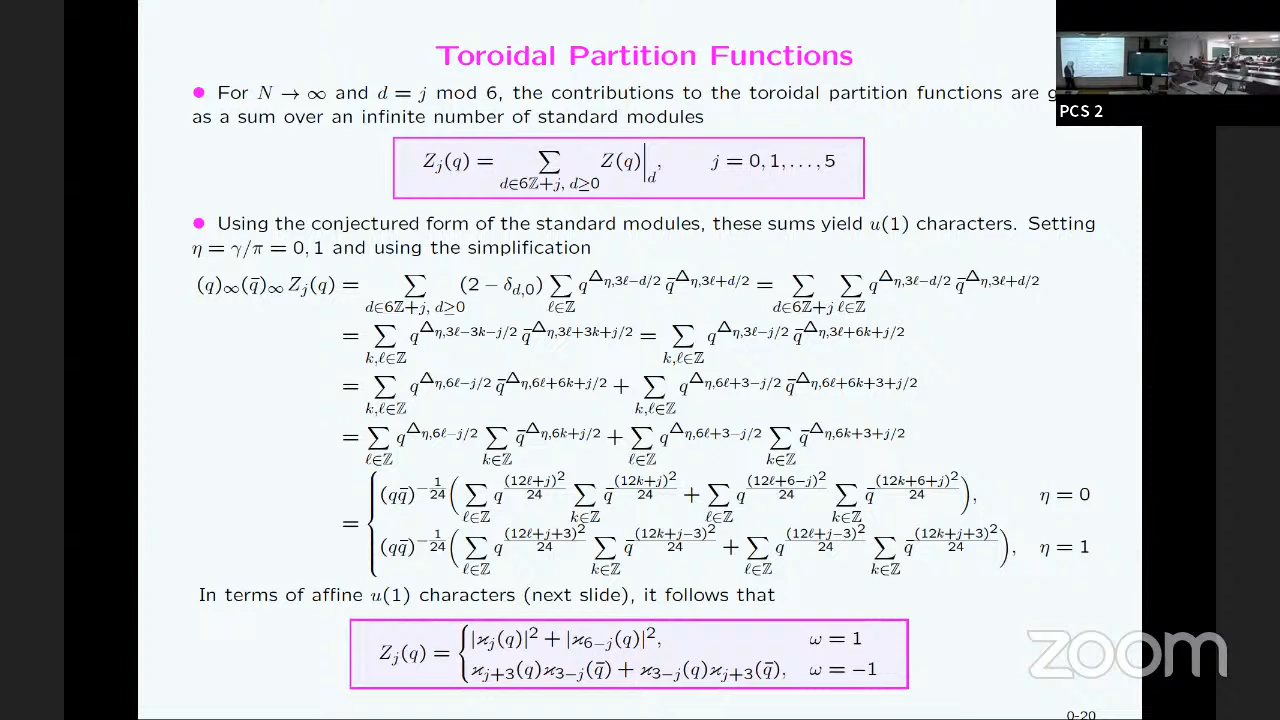 Toroidal Partition Functions
● For N → ∞ and d = j mod 6, the contributions to the toroidal partition functions are
as a sum over an infinite number of standard modules
Z_j(q) = ∑_{d∈6ℤ+j, d≥0} Z(q)|_d, j = 0, 1, . . . , 5
● Using the conjectured form of the standard modules, these sums yield u(1) characters. Setting
η = γ/π = 0, 1 and using the simplification
(q)_∞(q̄)_∞ Z_j(q) = ∑_{d∈6ℤ+j, d≥0} (2 − δ_{d,0}) ∑_{ℓ∈ℤ} q^{Δ_{η,3ℓ−d/2}} q̄^{Δ_{η,3ℓ+d/2}} = ∑_{d∈6ℤ+j} ∑_{ℓ∈ℤ} q^{Δ_{η,3ℓ−d/2}} q̄^{Δ_{η,3ℓ+d/2}}
= ∑_{k,ℓ∈ℤ} q^{Δ_{η,3ℓ−3k−j/2}} q̄^{Δ_{η,3ℓ+3k+j/2}} = ∑_{k,ℓ∈ℤ} q^{Δ_{η,3ℓ−j/2}} q̄^{Δ_{η,3ℓ+6k+j/2}}
= ∑_{k,ℓ∈ℤ} q^{Δ_{η,6ℓ−j/2}} q̄^{Δ_{η,6ℓ+6k+j/2}} + ∑_{k,ℓ∈ℤ} q^{Δ_{η,6ℓ+3−j/2}} q̄^{Δ_{η,6ℓ+6k+3+j/2}}
= ∑_{ℓ∈ℤ} q^{Δ_{η,6ℓ−j/2}} ∑_{k∈ℤ} q̄^{Δ_{η,6k+j/2}} + ∑_{ℓ∈ℤ} q^{Δ_{η,6ℓ+3−j/2}} ∑_{k∈ℤ} q̄^{Δ_{η,6k+3+j/2}}
= { (qq̄)^{−1/24} ( ∑_{ℓ∈ℤ} q^{(12ℓ+j)²/24} ∑_{k∈ℤ} q̄^{(12k+j)²/24} + ∑_{ℓ∈ℤ} q^{(12ℓ+6−j)²/24} ∑_{k∈ℤ} q̄^{(12k+6+j)²/24} ), η = 0
(qq̄)^{−1/24} ( ∑_{ℓ∈ℤ} q^{(12ℓ+j+3)²/24} ∑_{k∈ℤ} q̄^{(12k+j−3)²/24} + ∑_{ℓ∈ℤ} q^{(12ℓ+j−3)²/24} ∑_{k∈ℤ} q̄^{(12k+j+3)²/24} ), η = 1
In terms of affine u(1) characters (next slide), it follows that
Z_j(q) = { |ϰ_j(q)|² + |ϰ_{6−j}(q)|², ω = 1
ϰ_{j+3}(q)ϰ_{3−j}(q̄) + ϰ_{3−j}(q)ϰ_{j+3}(q̄), ω = −1
0-20
PCS 2
zoom